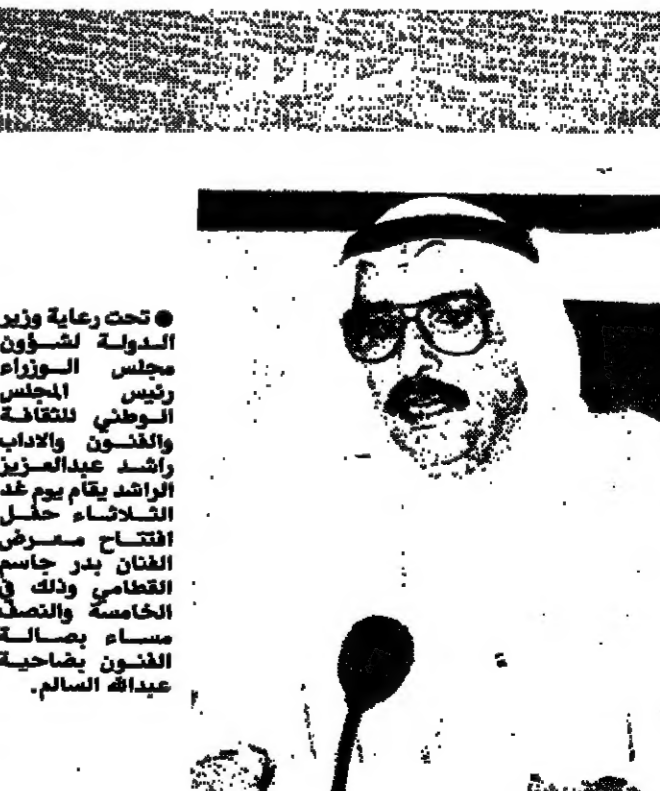 ● تحت رعاية وزير
الدولة لشؤون
مجلس الوزراء
رئيس المجلس
الوطني للثقافة
والفنون والاداب
راشد عبدالعزيز
الراشد يقام يوم غد
الثلاثاء حفل
افتتاح معرض
الفنان بدر جاسم
القطامي وذلك في
الخامسة والنصف
مساء بصالة
الفنون بضاحية
عبدالله السالم.